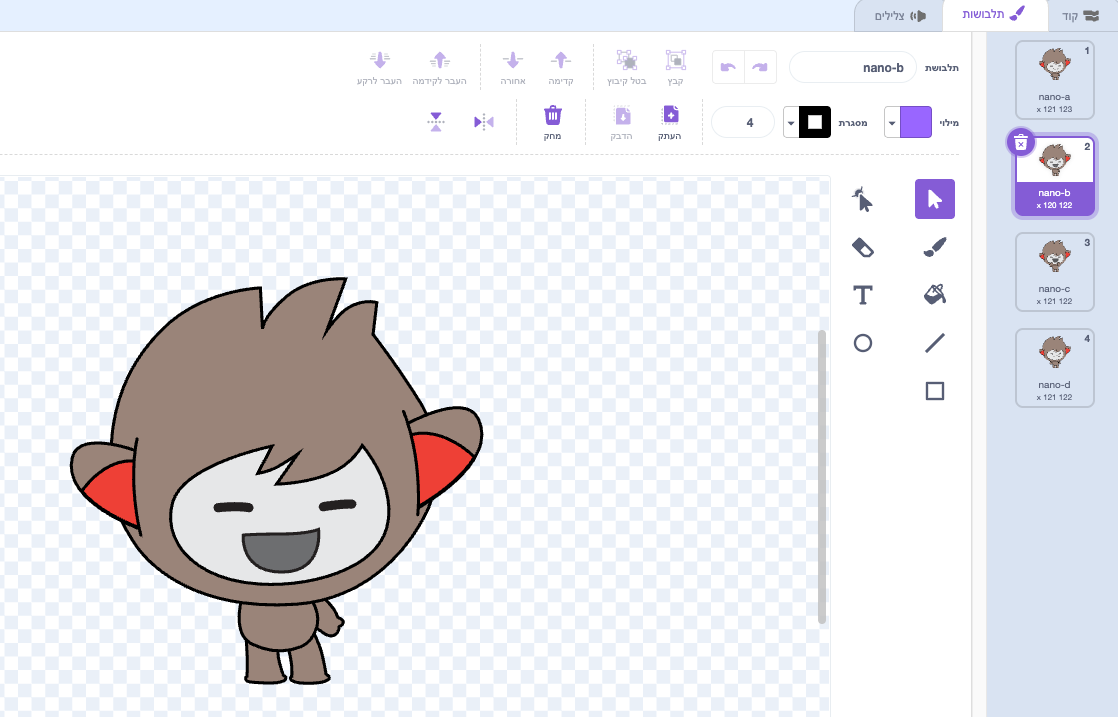 קוד
תלבושות
צלילים
תלבושת
nano-b
קבץ
בטל קיבוץ
קדימה
אחורה
העבר לקידמה
העבר לרקע
מילוי
מסגרת
4
העתק
הדבק
מחק
1
nano-a
123 x 121
2
nano-b
122 x 120
3
nano-c
122 x 121
4
nano-d
122 x 121